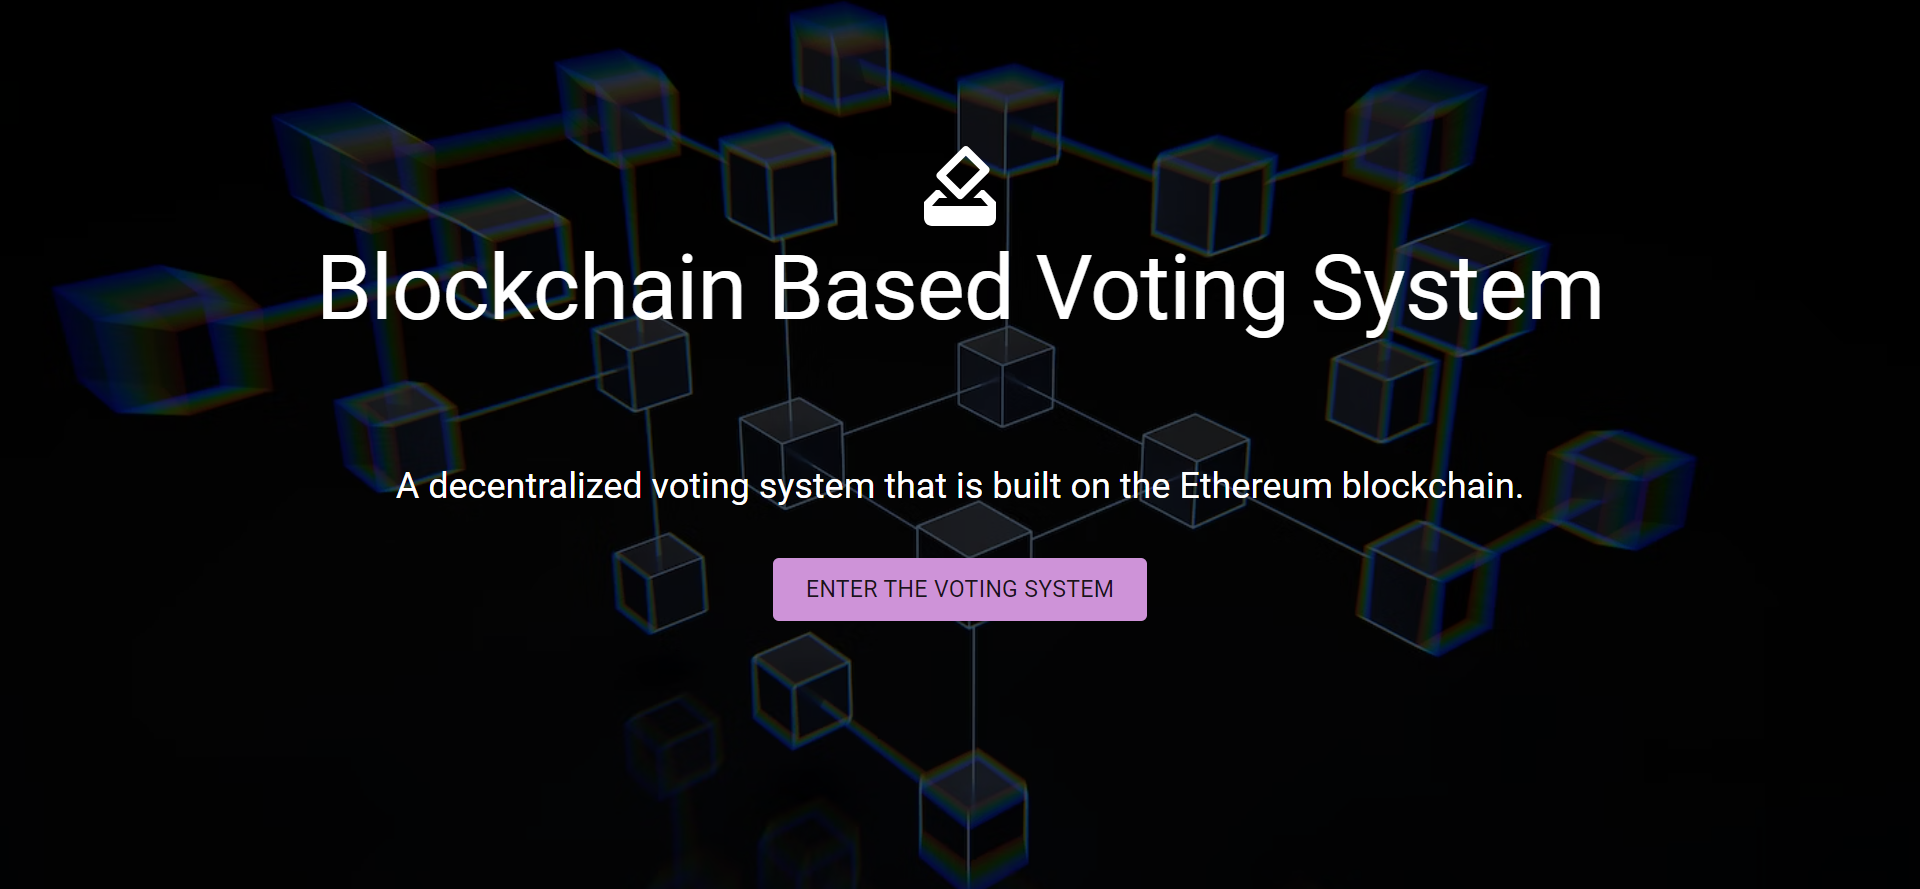 Blockchain Based Voting System
A decentralized voting system that is built on the Ethereum blockchain.
ENTER THE VOTING SYSTEM